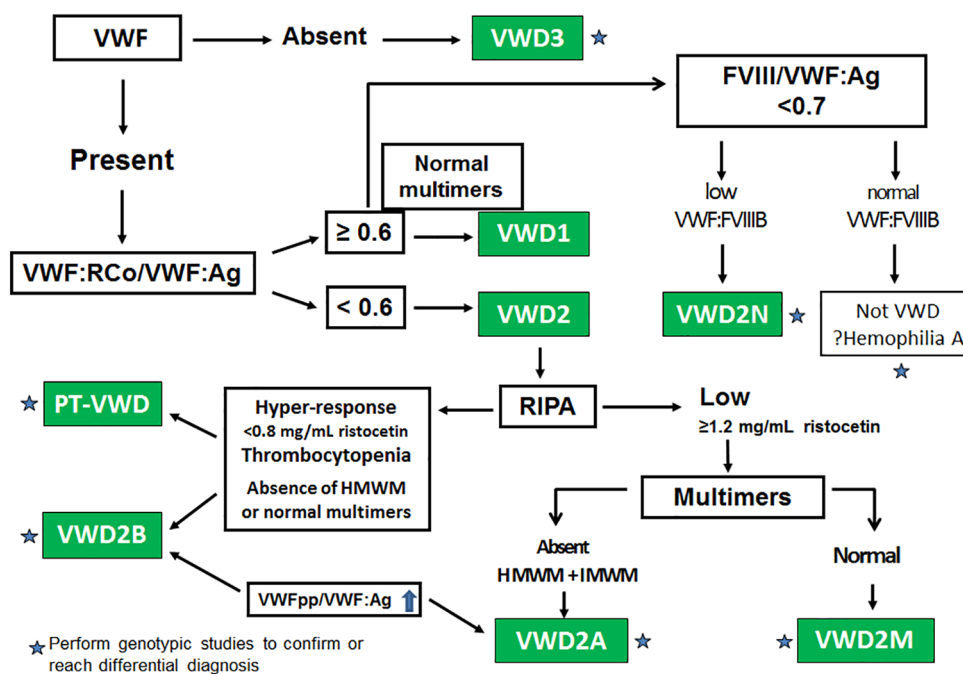 VWF
Absent
VWD3
FVIII/VWF:Ag
<0.7
Present
Normal
multimers
low
VWF:FVIIIB
normal
VWF:FVIIIB
≥ 0.6
VWD1
VWF:RCo/VWF:Ag
< 0.6
VWD2
VWD2N
Not VWD
?Hemophilia A
PT-VWD
Hyper-response
<0.8 mg/mL ristocetin
Thrombocytopenia
Absence of HMWM
or normal multimers
RIPA
Low
≥1.2 mg/mL ristocetin
Multimers
VWD2B
Absent
HMWM+IMWM
Normal
VWFpp/VWF:Ag
VWD2A
VWD2M
Perform genotypic studies to confirm or
reach differential diagnosis